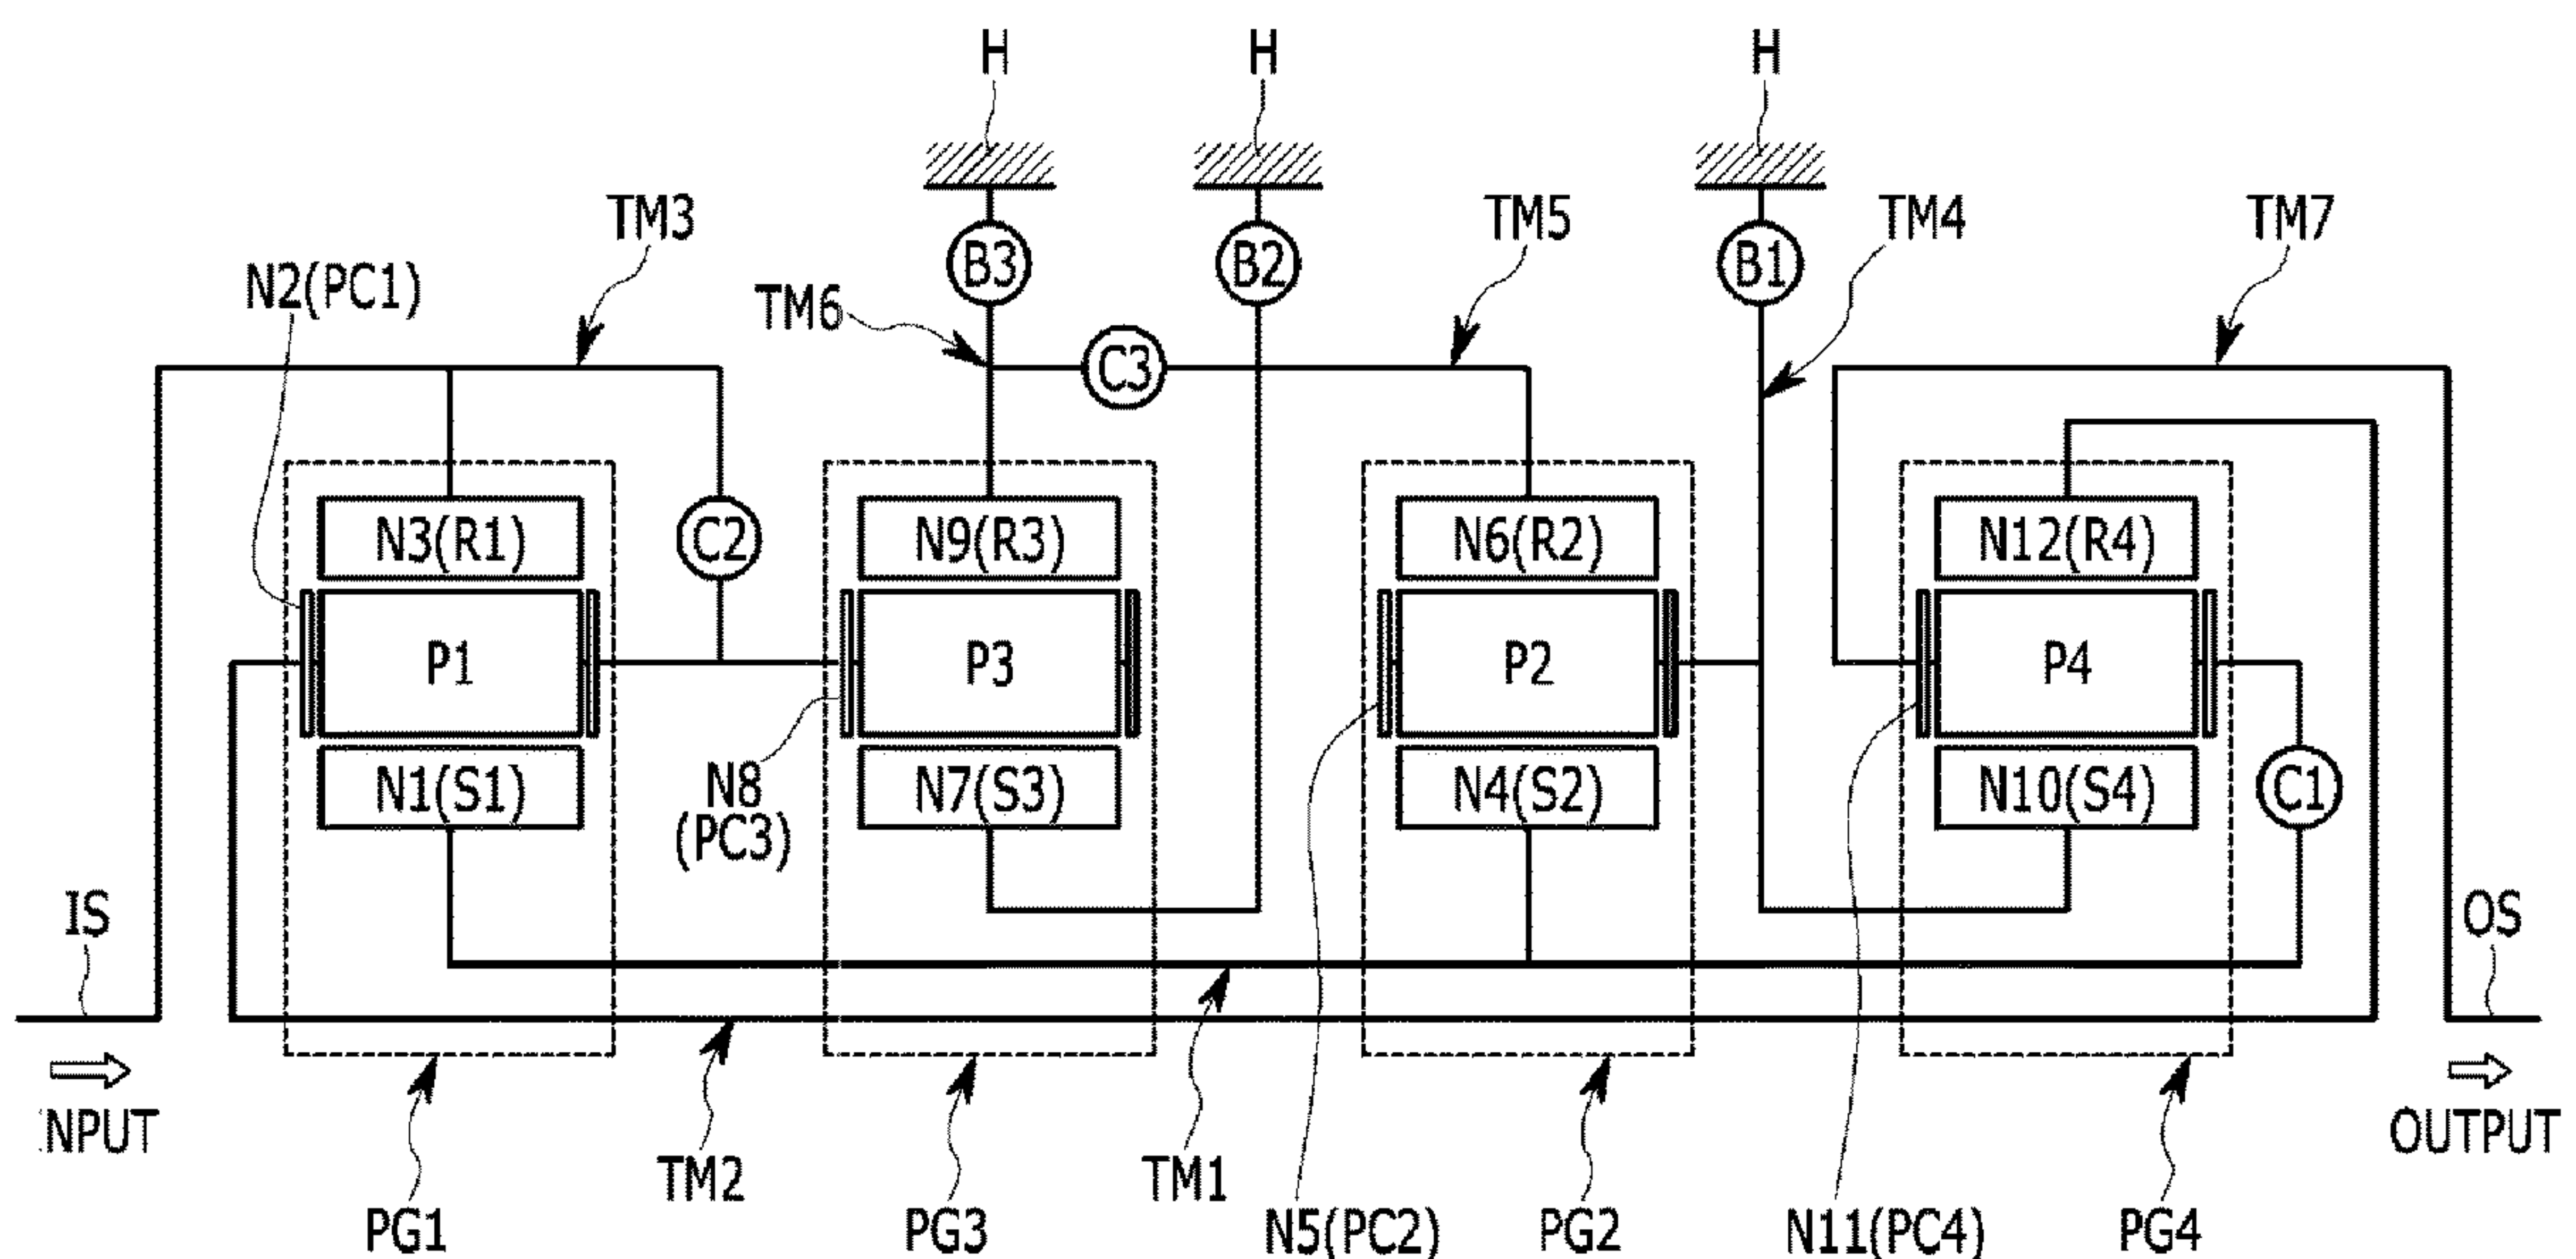 H H H
TM3 TM5 TM4 TM7
N2(PC1) B3 B2 B1
TM6 C3
N3(R1) C2 N9(R3) N6(R2) N12(R4)
P1 P3 P2 P4
N1(S1) N8 N7(S3) N4(S2) N10(S4) C1
(PC3)
IS OS
NPUT OUTPUT
TM2 TM1
PG1 PG3 N5(PC2) PG2 N11(PC4) PG4